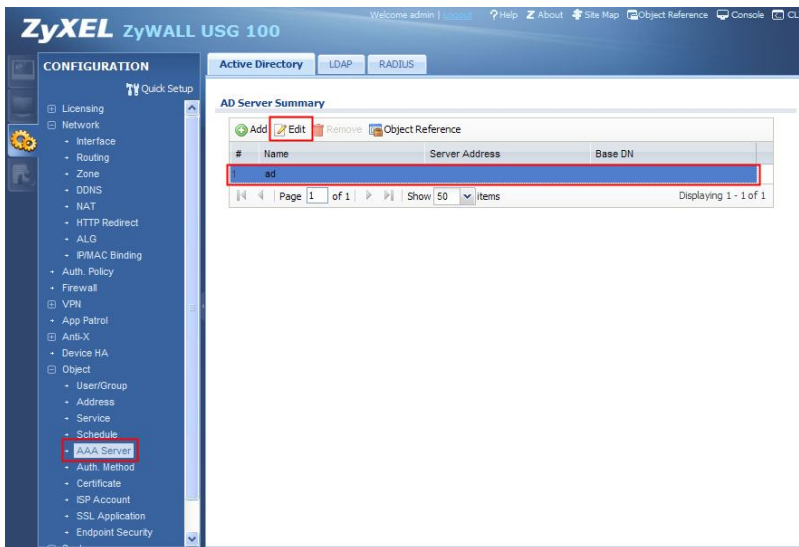 ZyXEL ZyWALL USG 100
Welcome admin | Logout ?Help Z About Site Map Object Reference Console CL
CONFIGURATION
Quick Setup
Licensing
Network
Interface
Routing
Zone
DDNS
NAT
HTTP Redirect
ALG
IP/MAC Binding
Auth. Policy
Firewall
VPN
App Patrol
Anti-X
Device HA
Object
User/Group
Address
Service
Schedule
AAA Server
Auth. Method
Certificate
ISP Account
SSL Application
Endpoint Security
Active Directory LDAP RADIUS
AD Server Summary
Add Edit Remove Object Reference
# Name Server Address Base DN
1 ad
Page 1 of 1 Show 50 items Displaying 1 - 1 of 1